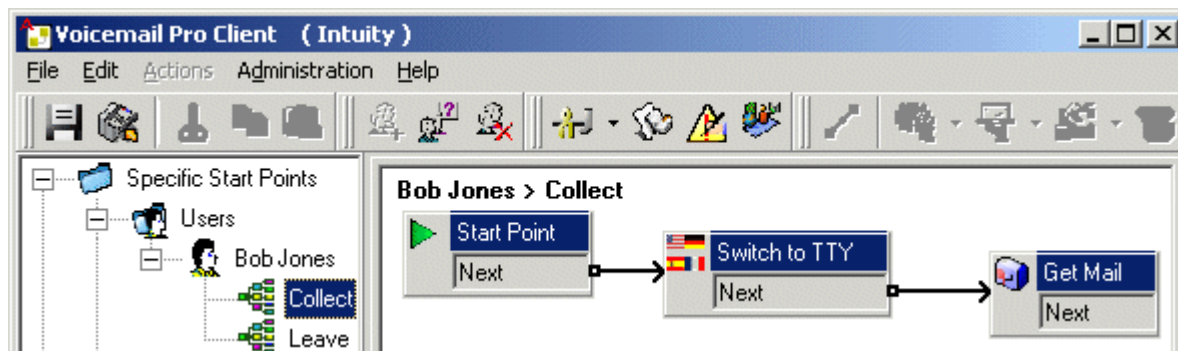 Voicemail Pro Client ( Intuity )
File Edit Actions Administration Help
Specific Start Points
Users
Bob Jones
Collect
Leave
Bob Jones > Collect
Start Point
Next
Switch to TTY
Next
Get Mail
Next